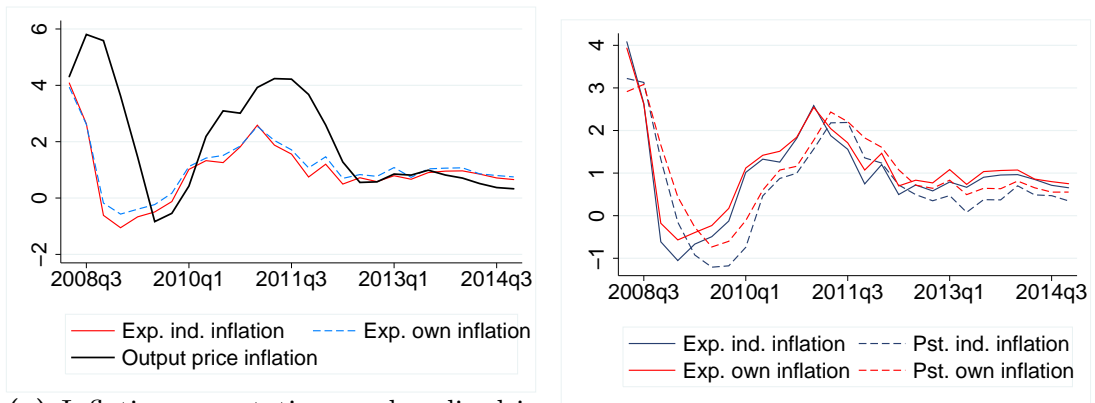 6
4
2
0
−2
2008q3 2010q1 2011q3 2013q1 2014q3
Exp. ind. inflation Exp. own inflation
Output price inflation
4
3
2
1
0
−1
2008q3 2010q1 2011q3 2013q1 2014q3
Exp. ind. inflation Pst. ind. inflation
Exp. own inflation Pst. own inflation